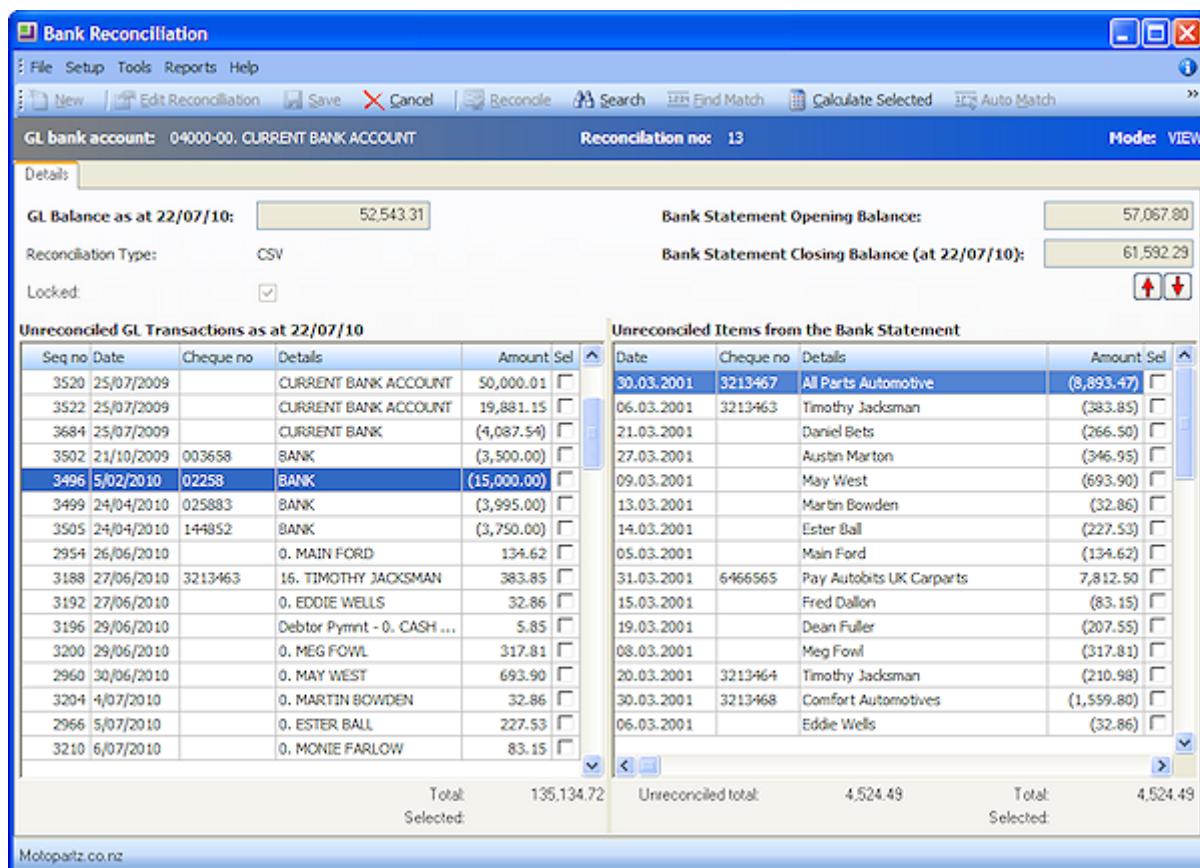 Bank Reconciliation
File Setup Tools Reports Help
New Edit Reconciliation Save Cancel Reconcile Search Find Match Calculate Selected Auto Match »
GL bank account: 04000-00. CURRENT BANK ACCOUNT Reconcilation no: 13 Mode: VIEW
Details
GL Balance as at 22/07/10: 52,543.31 Bank Statement Opening Balance: 57,067.80
Reconciliation Type: CSV Bank Statement Closing Balance (at 22/07/10): 61,592.29
Locked:
Unreconciled GL Transactions as at 22/07/10
Seq no Date Cheque no Details Amount Sel
3520 25/07/2009 CURRENT BANK ACCOUNT 50,000.01
3522 25/07/2009 CURRENT BANK ACCOUNT 19,881.15
3684 25/07/2009 CURRENT BANK (4,087.54)
3502 21/10/2009 003658 BANK (3,500.00)
3496 5/02/2010 02258 BANK (15,000.00)
3499 24/04/2010 025883 BANK (3,995.00)
3505 24/04/2010 144852 BANK (3,750.00)
2954 26/06/2010 0. MAIN FORD 134.62
3188 27/06/2010 3213463 16. TIMOTHY JACKSMAN 383.85
3192 27/06/2010 0. EDDIE WELLS 32.86
3196 29/06/2010 Debtor Pymnt - 0. CASH ... 5.85
3200 29/06/2010 0. MEG FOWL 317.81
2960 30/06/2010 0. MAY WEST 693.90
3204 4/07/2010 0. MARTIN BOWDEN 32.86
2966 5/07/2010 0. ESTER BALL 227.53
3210 6/07/2010 0. MONIE FARLOW 83.15
Total: 135,134.72
Selected:
Unreconciled Items from the Bank Statement
Date Cheque no Details Amount Sel
30.03.2001 3213467 All Parts Automotive (8,893.47)
06.03.2001 3213463 Timothy Jacksman (383.85)
21.03.2001 Daniel Bets (266.50)
27.03.2001 Austin Marton (346.95)
09.03.2001 May West (693.90)
13.03.2001 Martin Bowden (32.86)
14.03.2001 Ester Ball (227.53)
05.03.2001 Main Ford (134.62)
31.03.2001 6466565 Pay Autobits UK Carparts 7,812.50
15.03.2001 Fred Dallon (83.15)
19.03.2001 Dean Fuller (207.55)
08.03.2001 Meg Fowl (317.81)
20.03.2001 3213464 Timothy Jacksman (210.98)
30.03.2001 3213468 Comfort Automotives (1,559.80)
06.03.2001 Eddie Wells (32.86)
Unreconciled total: 4,524.49 Total: 4,524.49
Selected:
Motopartz.co.nz